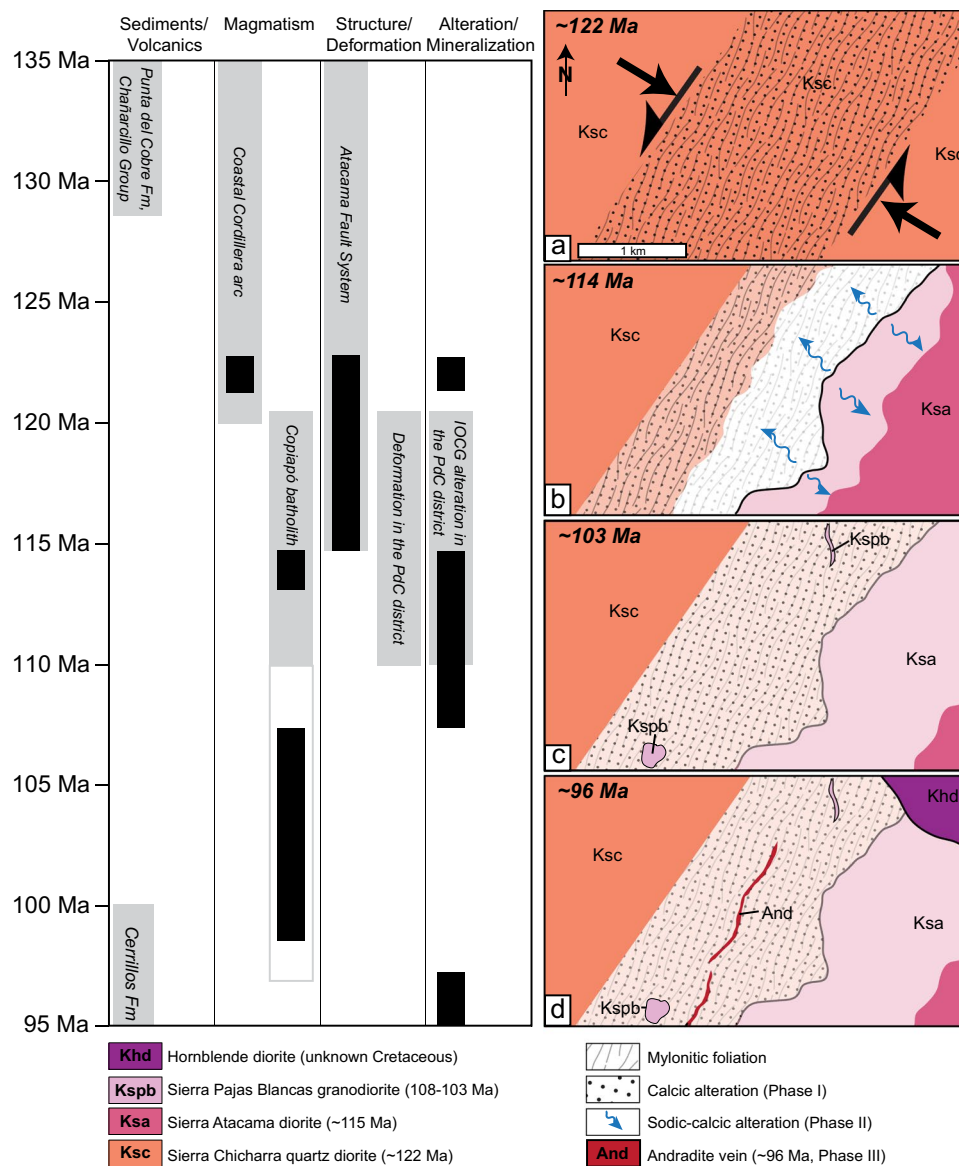 Sediments/
Volcanics
Magmatism
Structure/
Deformation
Alteration/
Mineralization
135 Ma
130 Ma
125 Ma
120 Ma
115 Ma
110 Ma
105 Ma
100 Ma
95 Ma
Punta del Cobre Fm,
Chañarcillo Group
Cerrillos Fm
Coastal Cordillera arc
Copiapó batholith
Atacama Fault System
Deformation in the PdC district
IOCG alteration in
the PdC district
~122 Ma
N
Ksc
Ksc
Ksc
a
1 km
~114 Ma
Ksc
Ksa
b
~103 Ma
Kspb
Ksc
Ksa
Kspb
c
~96 Ma
Khd
Ksc
And
Ksa
Kspb
d
Khd Hornblende diorite (unknown Cretaceous)
Kspb Sierra Pajas Blancas granodiorite (108-103 Ma)
Ksa Sierra Atacama diorite (~115 Ma)
Ksc Sierra Chicharra quartz diorite (~122 Ma)
Mylonitic foliation
Calcic alteration (Phase I)
Sodic-calcic alteration (Phase II)
And Andradite vein (~96 Ma, Phase III)